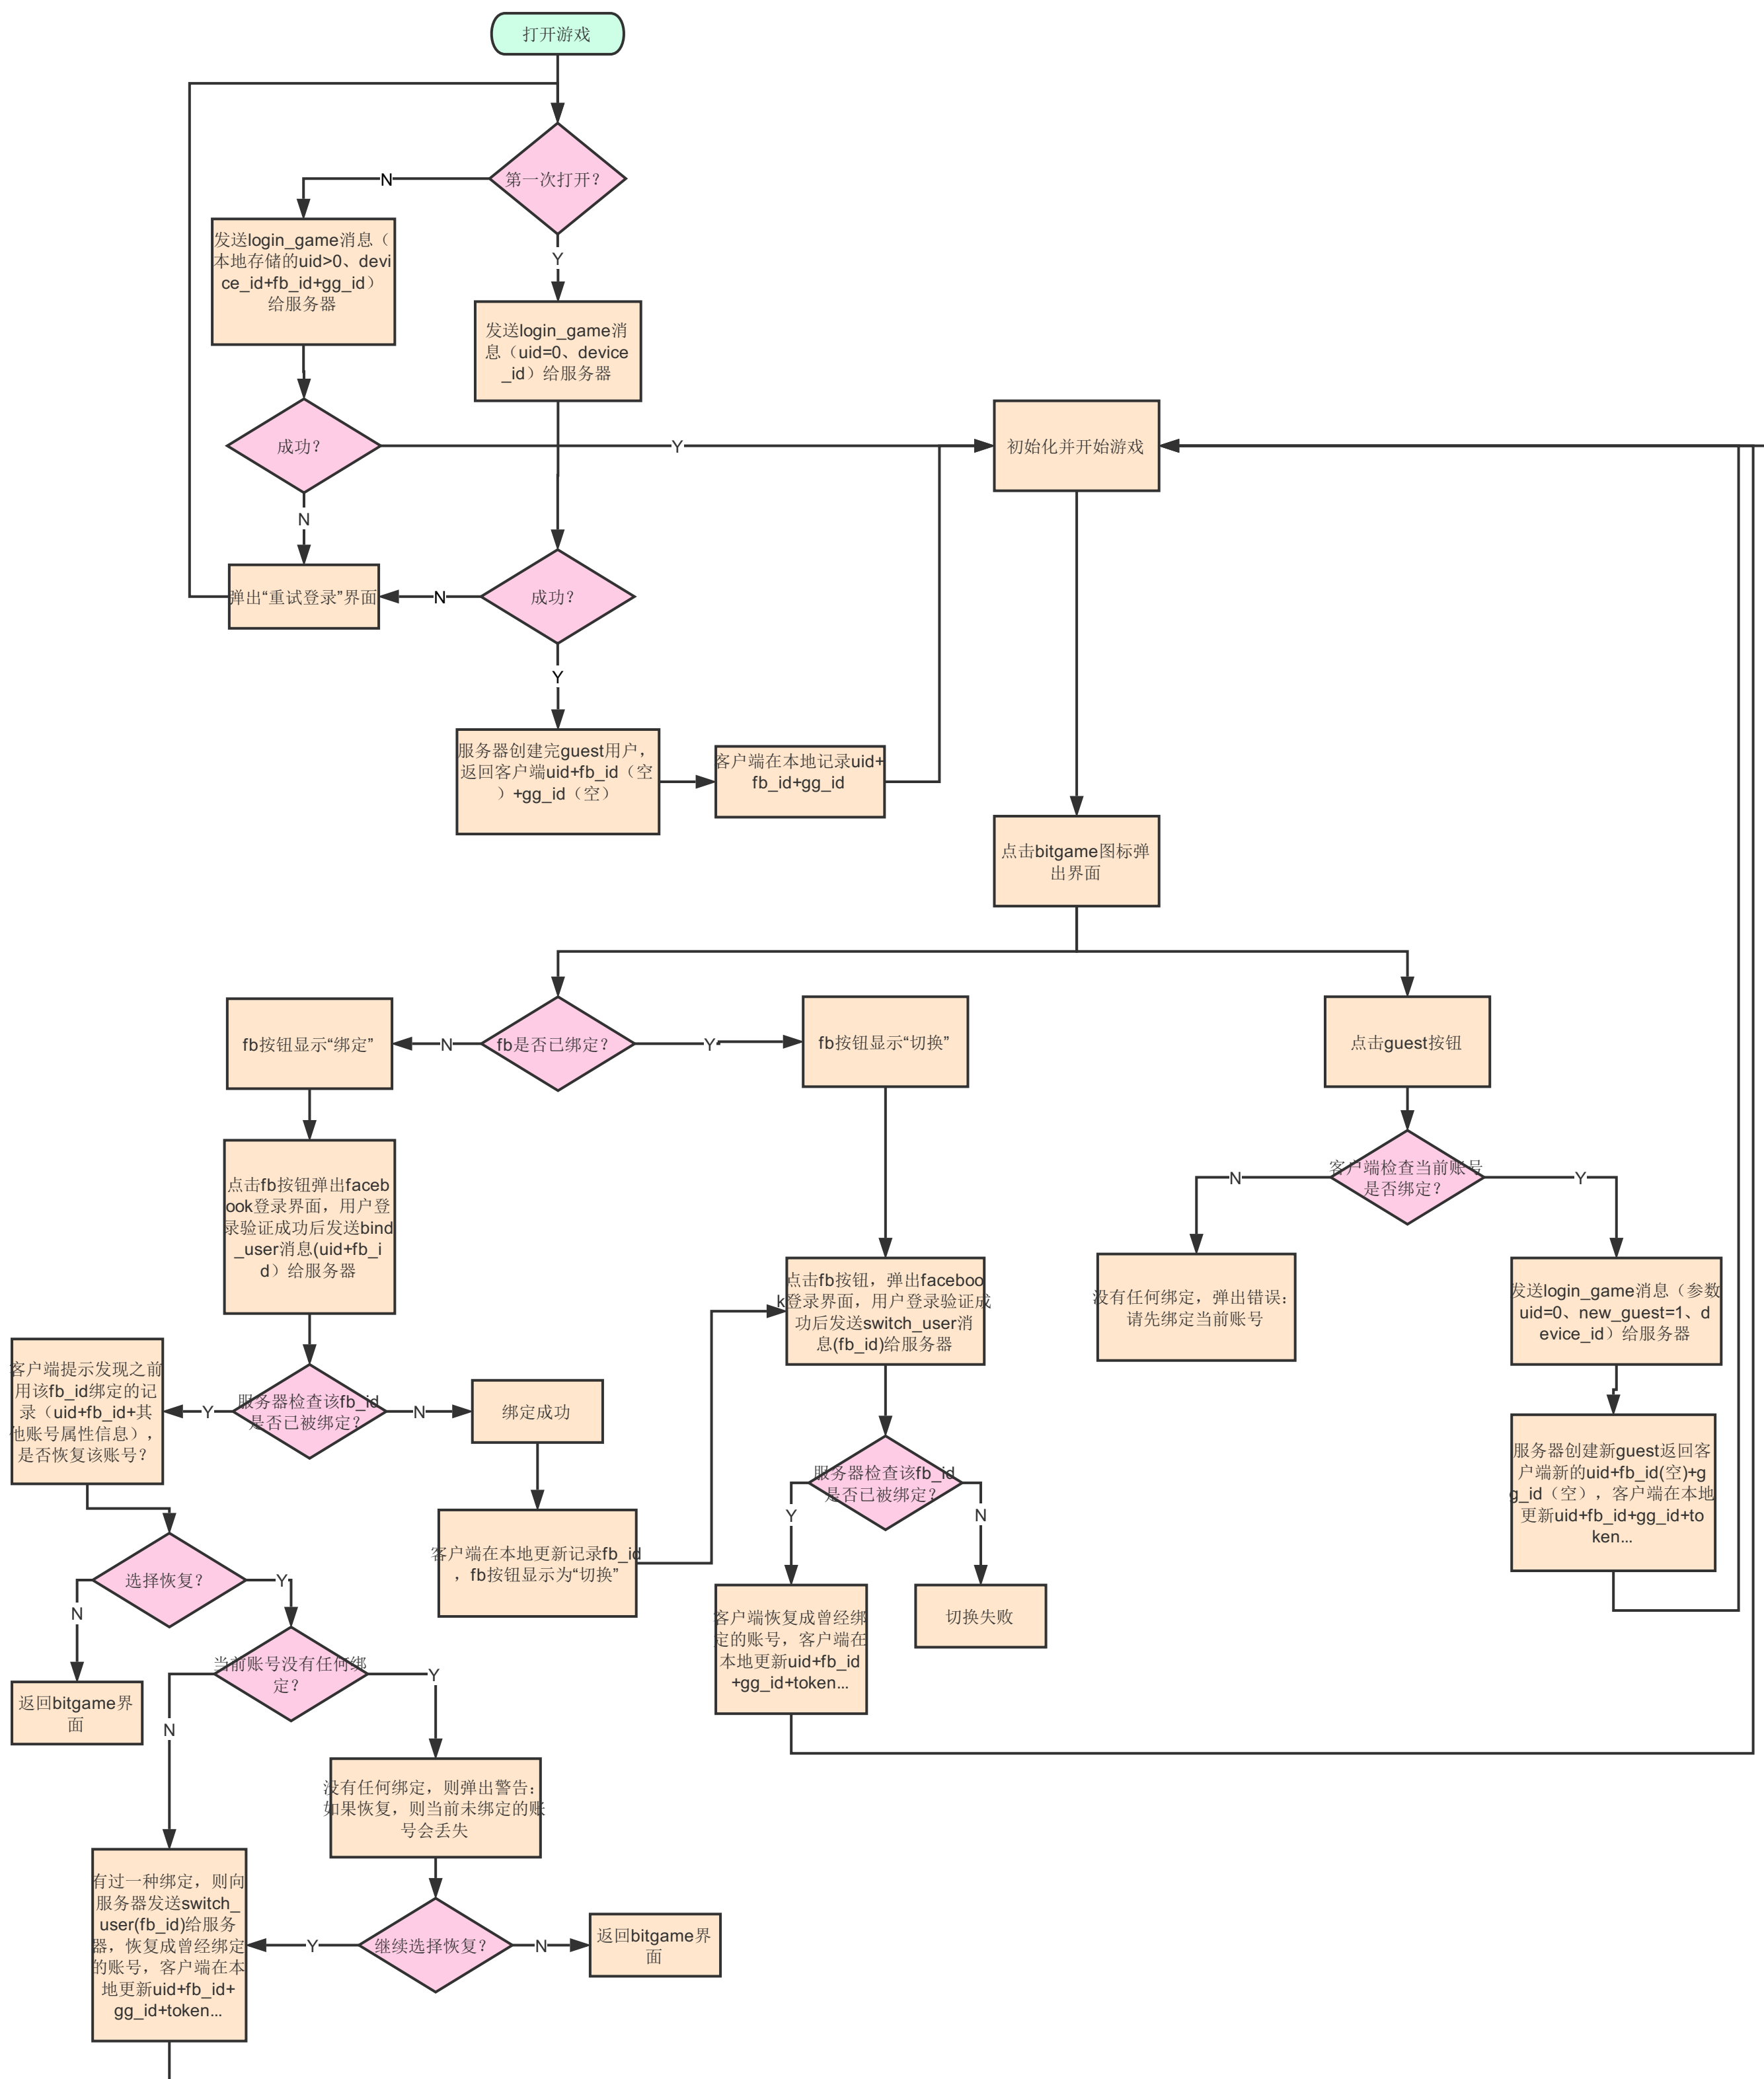 打开游戏
第一次打开?
N
发送login_game消息（
本地存储的uid>0、devi
ce_id+fb_id+gg_id）
给服务器
Y
发送login_game消
息（uid=0、device
_id）给服务器
成功?
Y
初始化并开始游戏
N
弹出“重试登录”界面
N
成功?
Y
服务器创建完guest用户，
返回客户端uid+fb_id（空
）+gg_id（空）
客户端在本地记录uid+
fb_id+gg_id
点击bitgame图标弹
出界面
fb按钮显示“绑定”
N
fb是否已绑定?
Y
fb按钮显示“切换”
点击guest按钮
点击fb按钮弹出faceb
ook登录界面，用户登
录验证成功后发送bind
_user消息(uid+fb_i
d）给服务器
N
客户端检查当前账号
是否绑定?
Y
点击fb按钮，弹出faceboo
k登录界面，用户登录验证成
功后发送switch_user消
息(fb_id)给服务器
没有任何绑定，弹出错误：
请先绑定当前账号
发送login_game消息（参数
uid=0、new_guest=1、d
evice_id）给服务器
客户端提示发现之前
用该fb_id绑定的记
录（uid+fb_id+其
他账号属性信息），
是否恢复该账号?
Y
服务器检查该fb_id
是否已被绑定?
N
绑定成功
服务器检查该fb_id
是否已被绑定?
Y
N
服务器创建新guest返回客
户端新的uid+fb_id(空)+g
g_id（空），客户端在本地
更新uid+fb_id+gg_id+to
ken...
客户端在本地更新记录fb_id
，fb按钮显示为“切换”
选择恢复?
Y
N
客户端恢复成曾经绑
定的账号，客户端在
本地更新uid+fb_id
+gg_id+token...
切换失败
当前账号没有任何绑
定?
Y
N
返回bitgame界
面
没有任何绑定，则弹出警告：
如果恢复，则当前未绑定的账
号会丢失
有过一种绑定，则向
服务器发送switch_
user(fb_id)给服务
器，恢复成曾经绑定
的账号，客户端在本
地更新uid+fb_id+
gg_id+token...
Y
继续选择恢复?
N
返回bitgame界
面